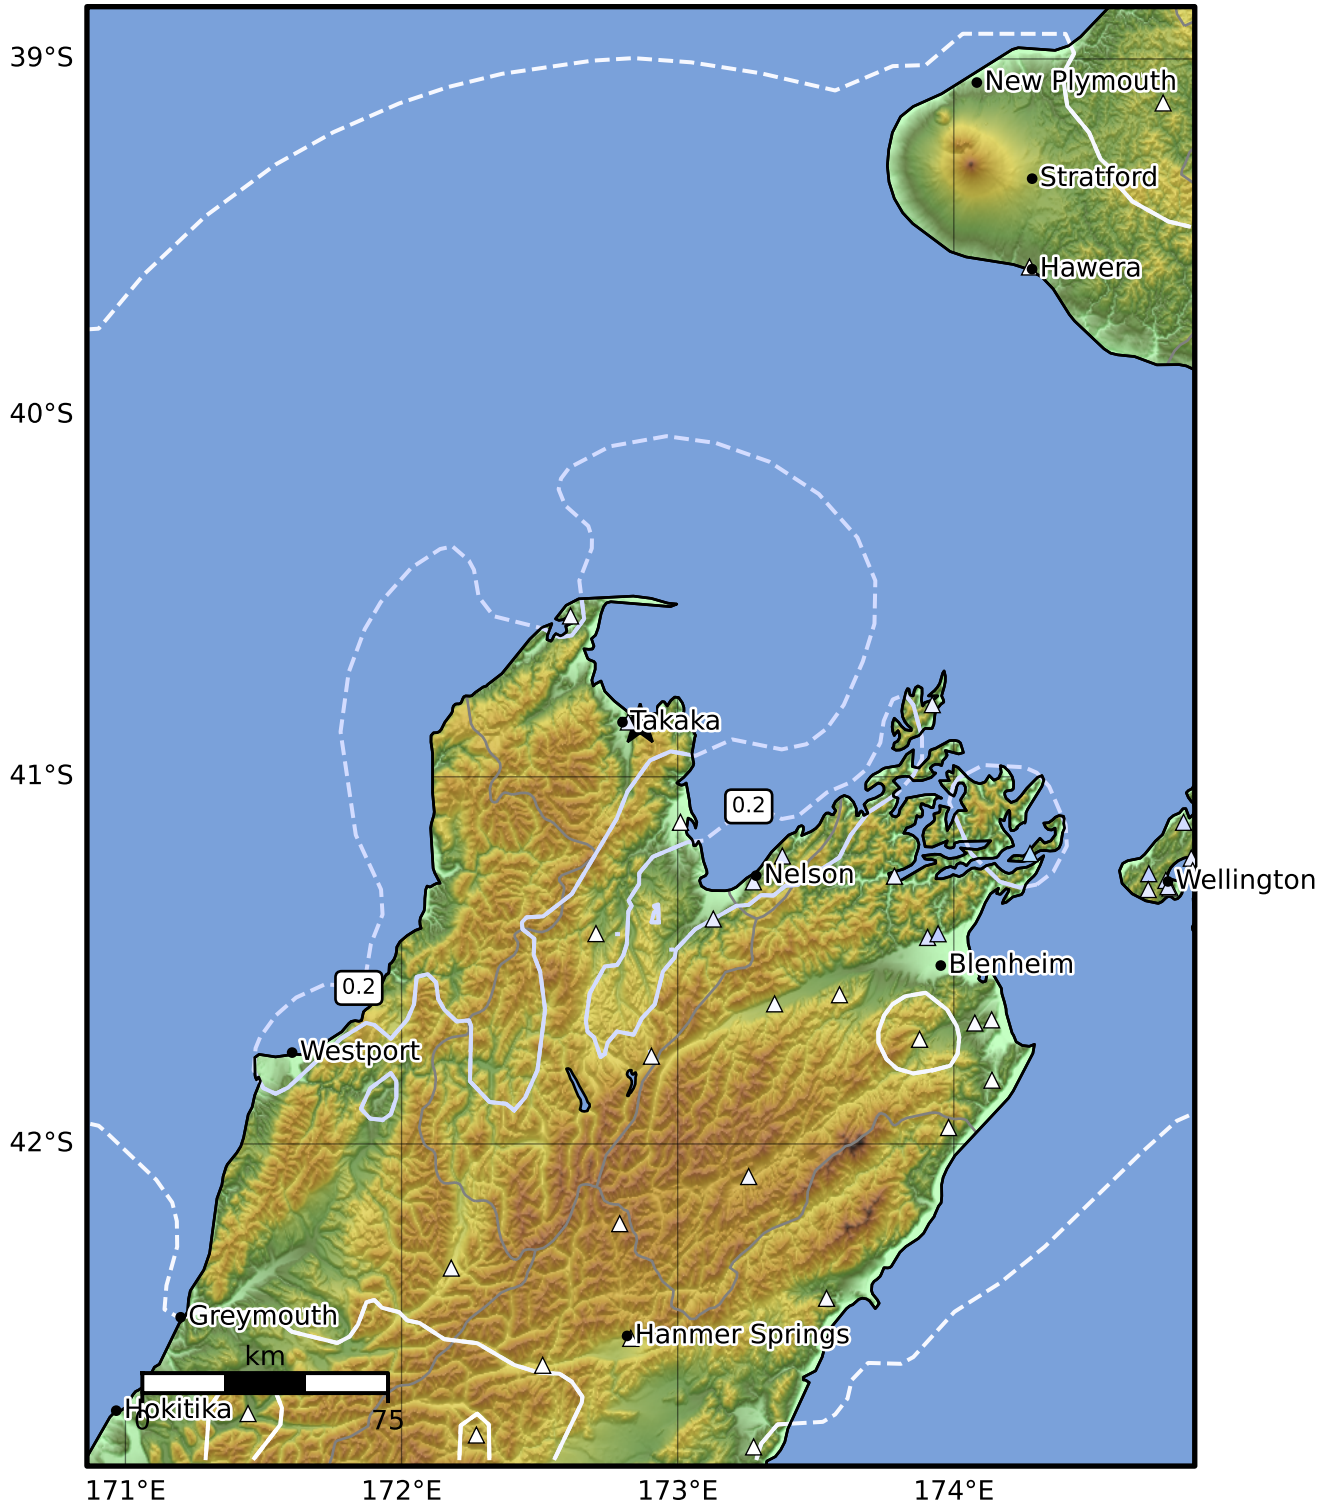 39°S
New Plymouth
Stratford
Hawera
40°S
Takaka
41°S
0.2
Nelson
Wellington
Blenheim
0.2
Westport
42°S
Greymouth
Hanmer Springs
km
Hokitika
0
75
171°E
172°E
173°E
174°E